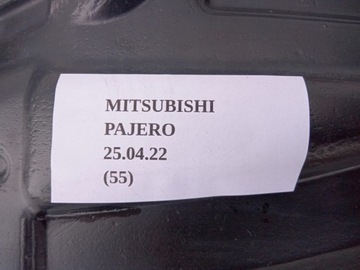 MITSUBISHI
PAJERO
25.04.22
(55)